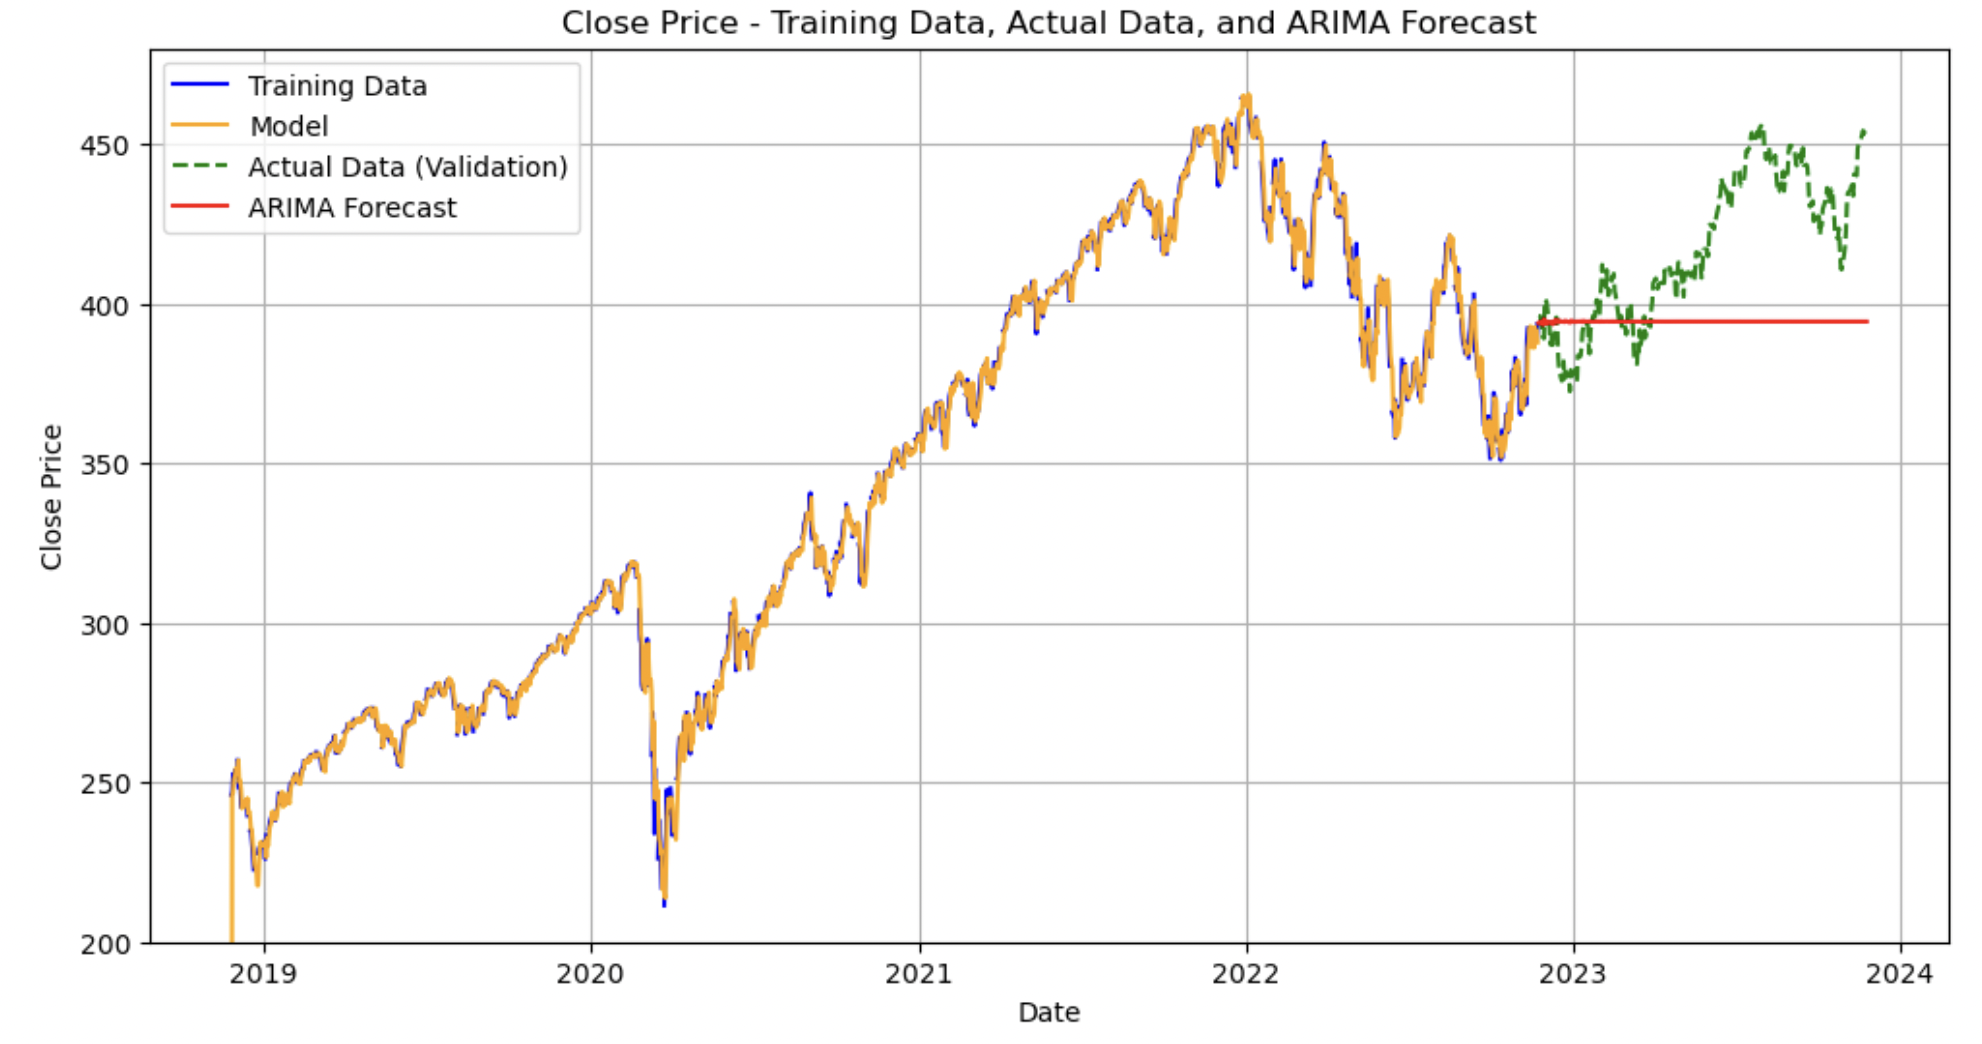 Close Price - Training Data, Actual Data, and ARIMA Forecast
Training Data
Model
Actual Data (Validation)
ARIMA Forecast
450
400
350
300
250
200
Close Price
2019 2020 2021 2022 2023 2024
Date